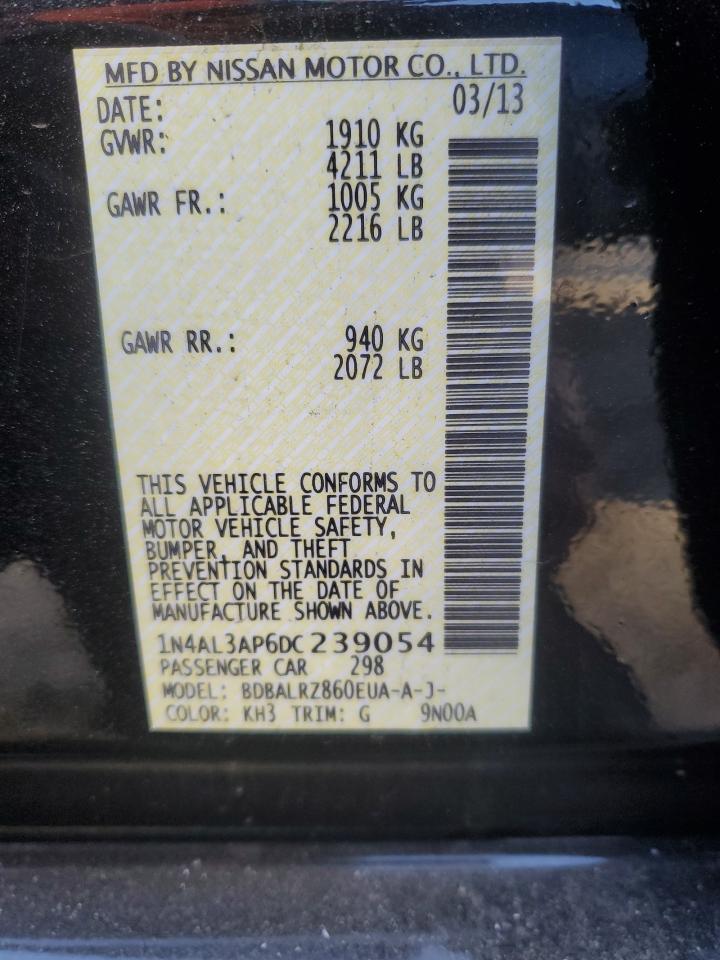 MFD BY NISSAN MOTOR CO., LTD.
DATE: 03/13
GVWR: 1910 KG
4211 LB
GAWR FR.: 1005 KG
2216 LB
GAWR RR.: 940 KG
2072 LB
THIS VEHICLE CONFORMS TO
ALL APPLICABLE FEDERAL
MOTOR VEHICLE SAFETY,
BUMPER, AND THEFT
PREVENTION STANDARDS IN
EFFECT ON THE DATE OF
MANUFACTURE SHOWN ABOVE.
1N4AL3AP6DC239054
PASSENGER CAR 298
MODEL: BDBALRZ860EUA-A-J-
COLOR: KH3 TRIM: G 9N00A